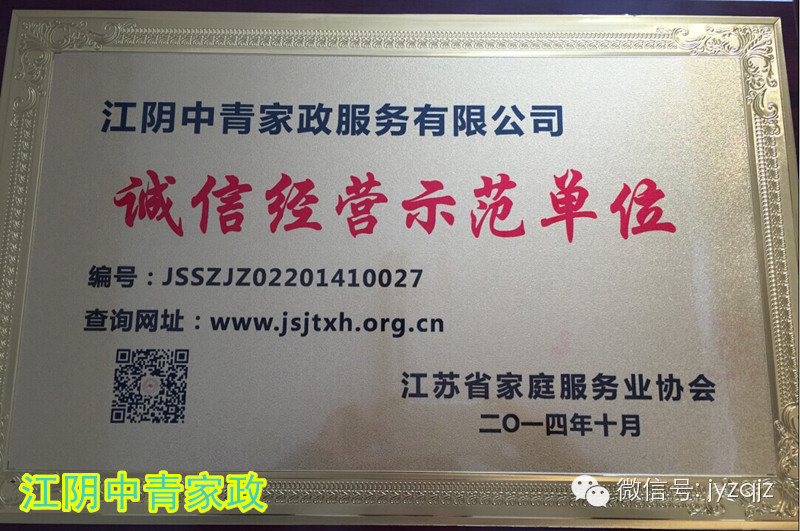 江阴中青家政服务有限公司
诚信经营示范单位
编号：JSSZJZ02201410027
查询网址：www.jsjtxh.org.cn
江苏省家庭服务业协会
二〇一四年十月
江阴中青家政
微信号: jyzqjz